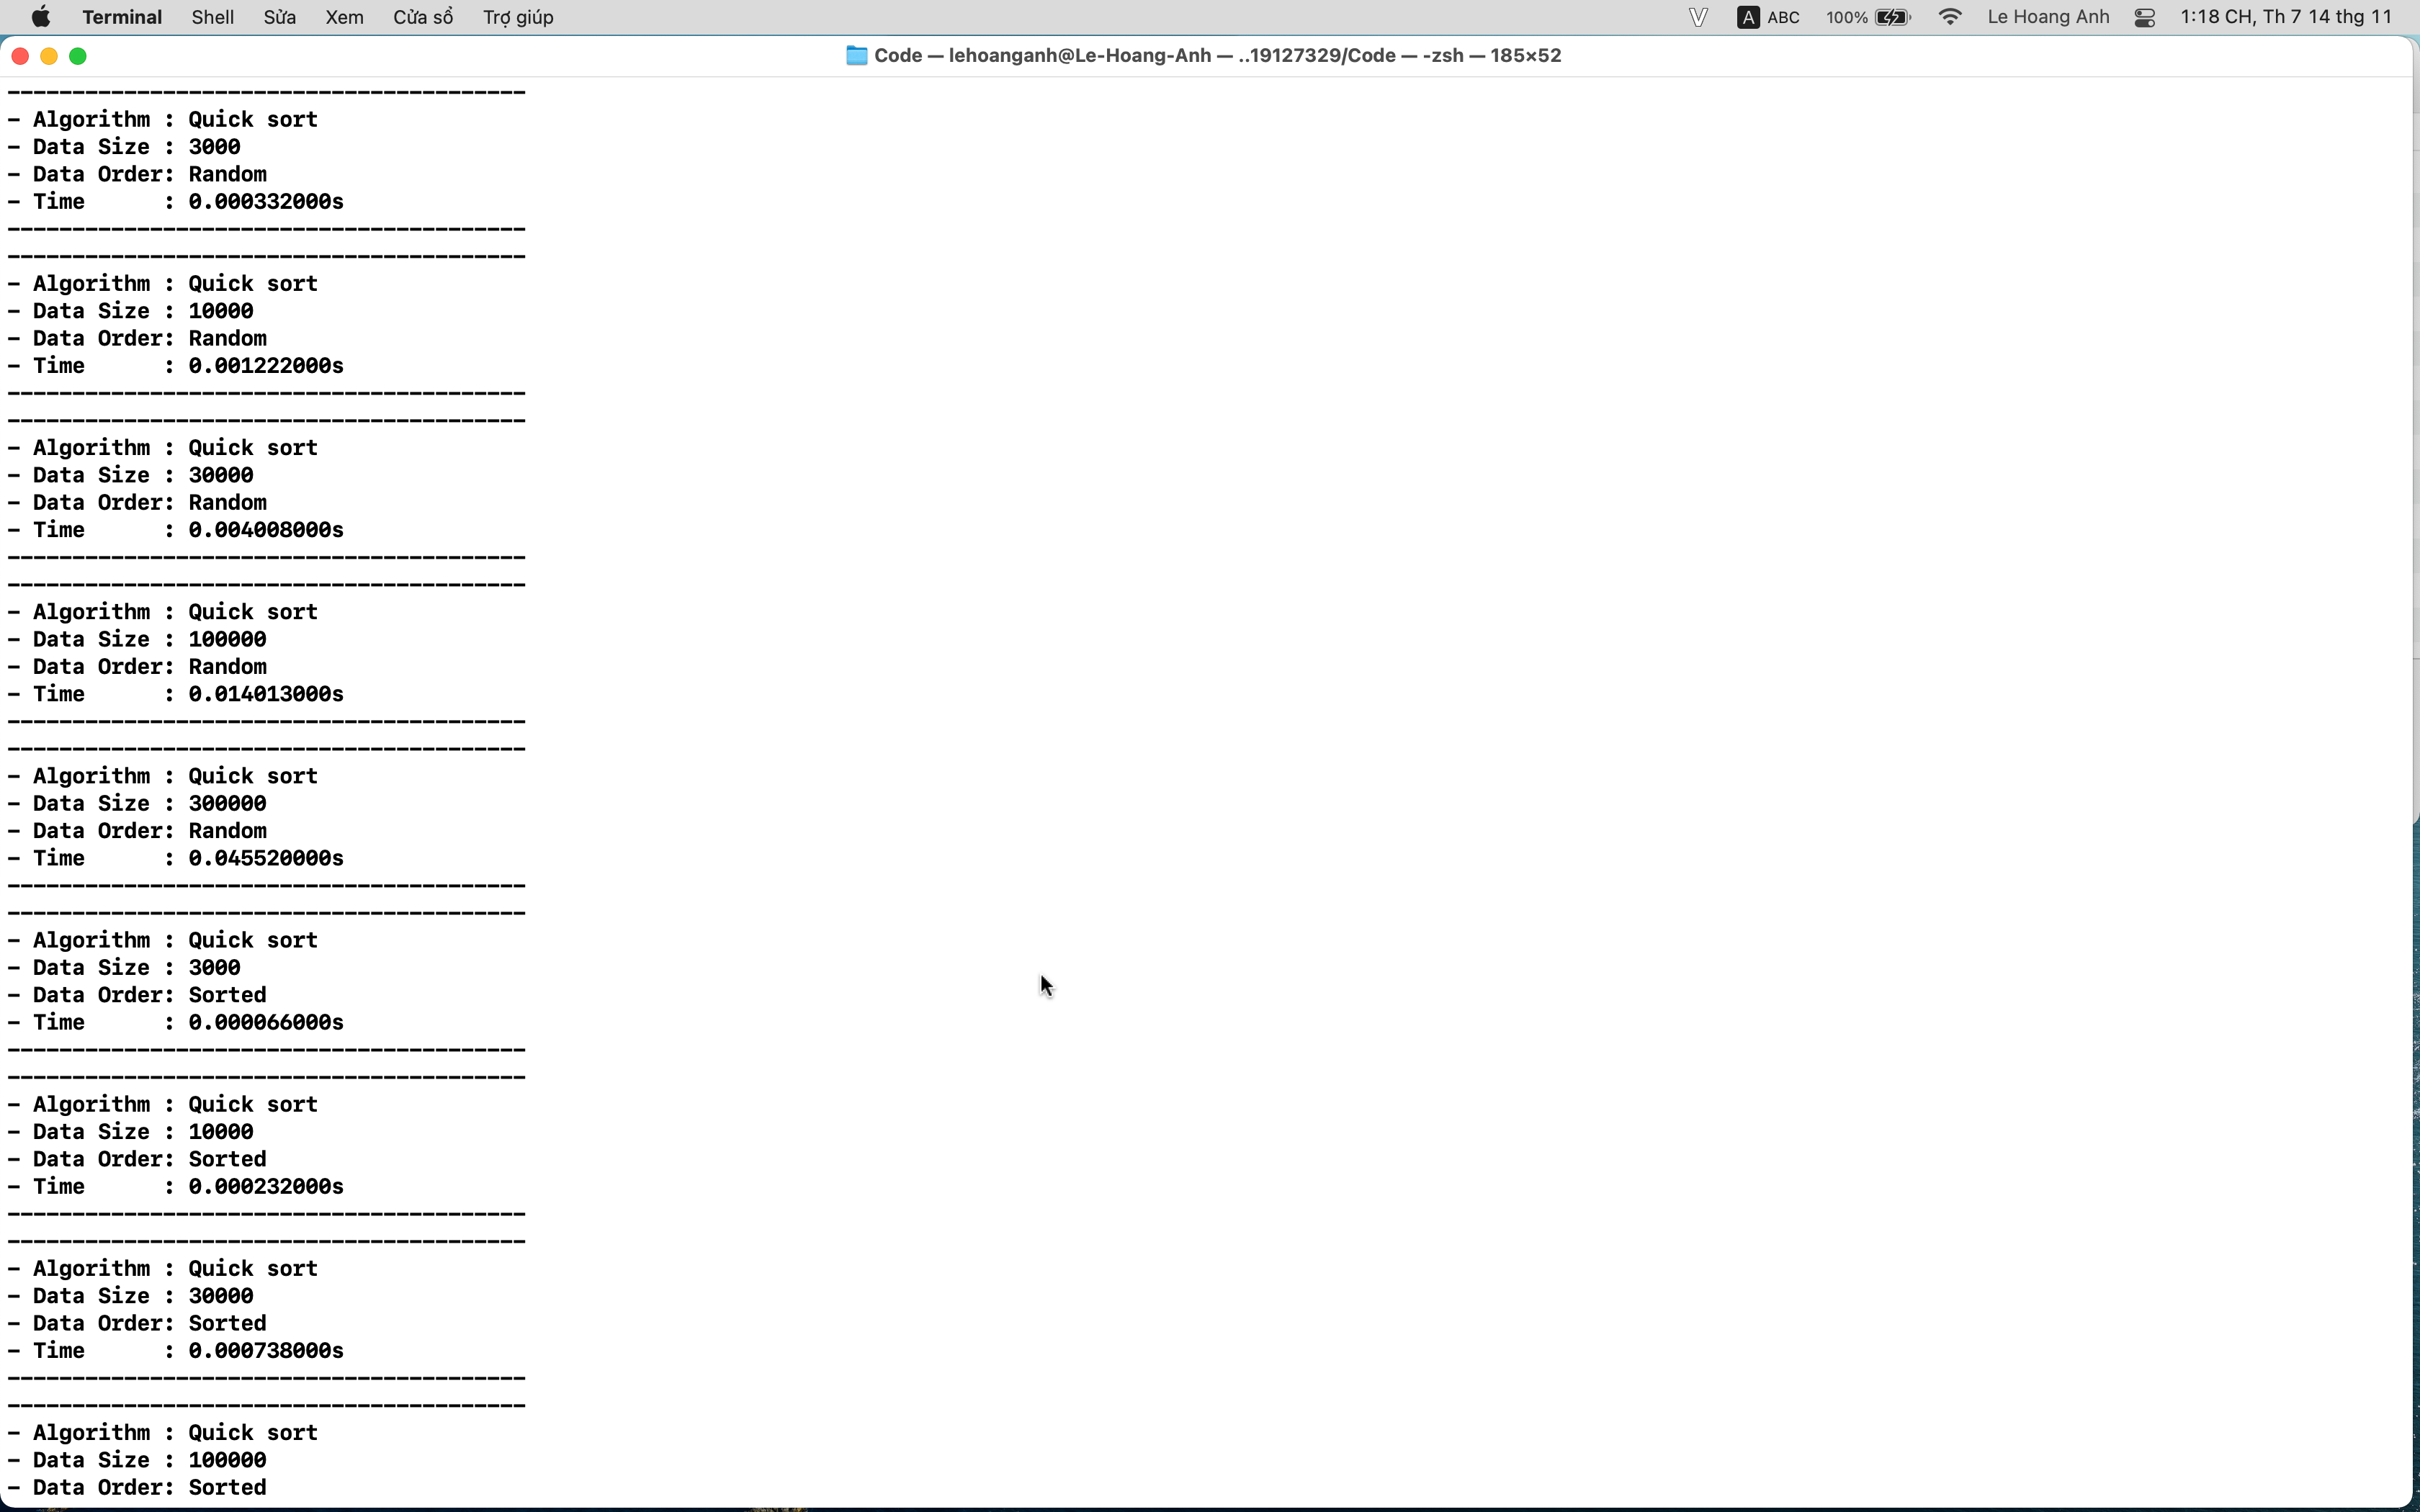 Terminal Shell Sửa Xem Cửa sổ Trợ giúp V A ABC 100% Le Hoang Anh 1:18 CH, Th 7 14 thg 11
Code — lehoanganh@Le-Hoang-Anh — ..19127329/Code — -zsh — 185×52
----------------------------------------
- Algorithm : Quick sort
- Data Size : 3000
- Data Order: Random
- Time      : 0.000332000s
----------------------------------------
----------------------------------------
- Algorithm : Quick sort
- Data Size : 10000
- Data Order: Random
- Time      : 0.001222000s
----------------------------------------
----------------------------------------
- Algorithm : Quick sort
- Data Size : 30000
- Data Order: Random
- Time      : 0.004008000s
----------------------------------------
----------------------------------------
- Algorithm : Quick sort
- Data Size : 100000
- Data Order: Random
- Time      : 0.014013000s
----------------------------------------
----------------------------------------
- Algorithm : Quick sort
- Data Size : 300000
- Data Order: Random
- Time      : 0.045520000s
----------------------------------------
----------------------------------------
- Algorithm : Quick sort
- Data Size : 3000
- Data Order: Sorted
- Time      : 0.000066000s
----------------------------------------
----------------------------------------
- Algorithm : Quick sort
- Data Size : 10000
- Data Order: Sorted
- Time      : 0.000232000s
----------------------------------------
----------------------------------------
- Algorithm : Quick sort
- Data Size : 30000
- Data Order: Sorted
- Time      : 0.000738000s
----------------------------------------
----------------------------------------
- Algorithm : Quick sort
- Data Size : 100000
- Data Order: Sorted